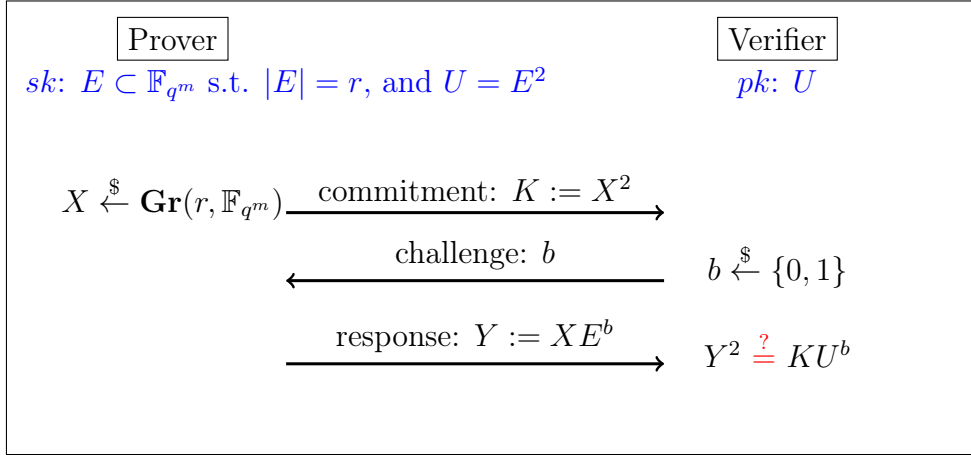 Prover Verifier
sk: E ⊂ 𝔽_{q^m} s.t. |E| = r, and U = E² pk: U
X ←$ Gr(r, 𝔽_{q^m}) commitment: K := X²
challenge: b b ←$ {0, 1}
response: Y := XE^b Y² ?= KU^b